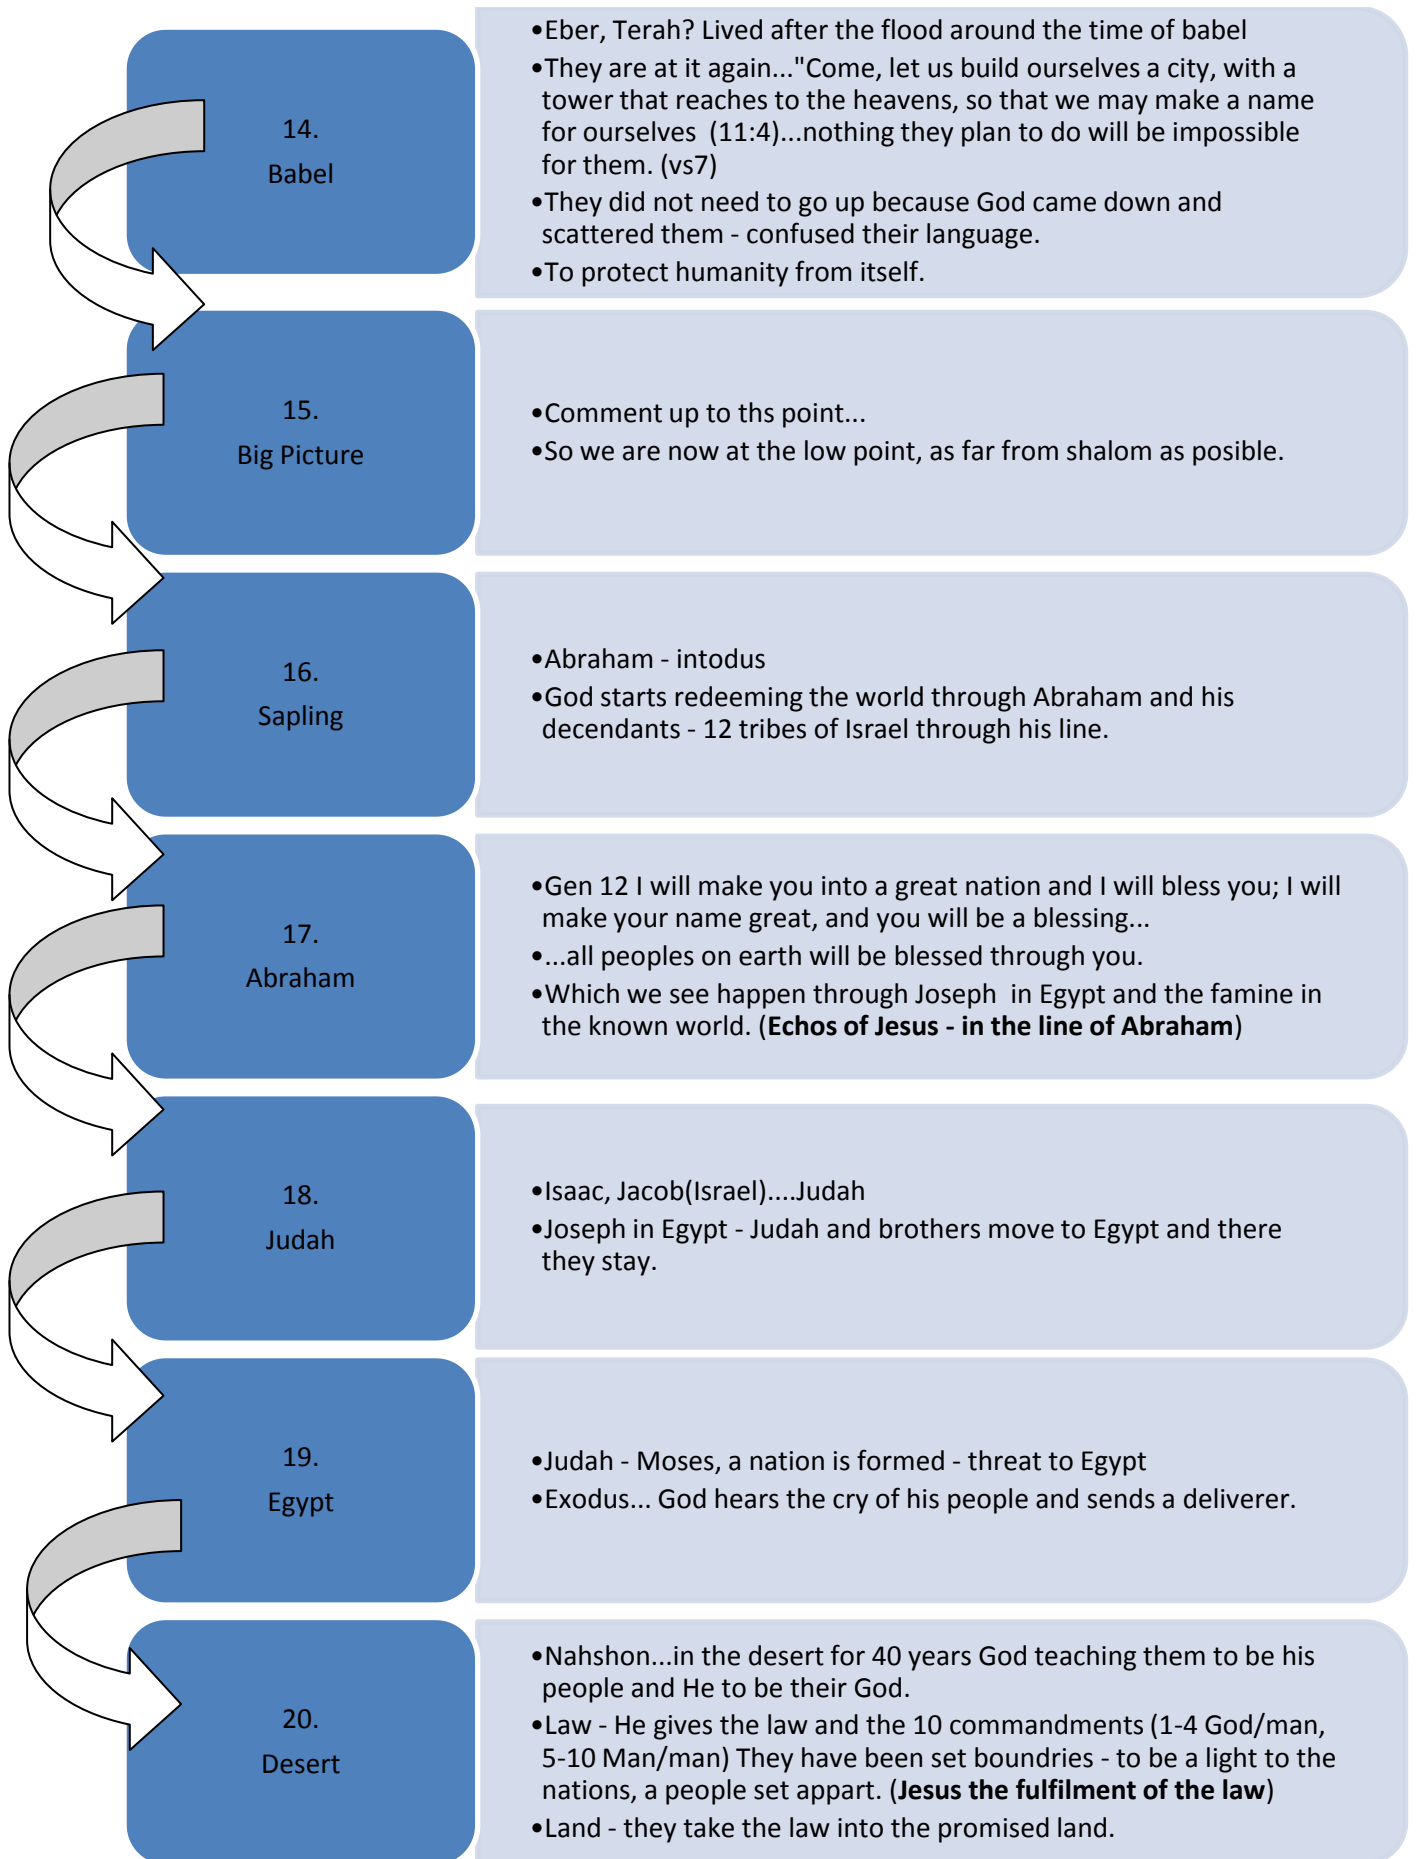 14.
Babel
•Eber, Terah? Lived after the flood around the time of babel
•They are at it again..."Come, let us build ourselves a city, with a
tower that reaches to the heavens, so that we may make a name
for ourselves  (11:4)...nothing they plan to do will be impossible
for them. (vs7)
•They did not need to go up because God came down and
scattered them - confused their language.
•To protect humanity from itself.
15.
Big Picture
•Comment up to ths point...
•So we are now at the low point, as far from shalom as posible.
16.
Sapling
•Abraham - intodus
•God starts redeeming the world through Abraham and his
decendants - 12 tribes of Israel through his line.
17.
Abraham
•Gen 12 I will make you into a great nation and I will bless you; I will
make your name great, and you will be a blessing...
•...all peoples on earth will be blessed through you.
•Which we see happen through Joseph  in Egypt and the famine in
the known world. (Echos of Jesus - in the line of Abraham)
18.
Judah
•Isaac, Jacob(Israel)....Judah
•Joseph in Egypt - Judah and brothers move to Egypt and there
they stay.
19.
Egypt
•Judah - Moses, a nation is formed - threat to Egypt
•Exodus... God hears the cry of his people and sends a deliverer.
20.
Desert
•Nahshon...in the desert for 40 years God teaching them to be his
people and He to be their God.
•Law - He gives the law and the 10 commandments (1-4 God/man,
5-10 Man/man) They have been set boundries - to be a light to the
nations, a people set appart. (Jesus the fulfilment of the law)
•Land - they take the law into the promised land.